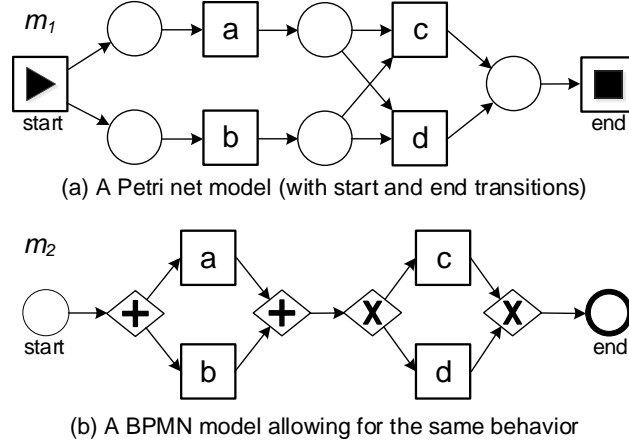 m1
a
c
start
b
d
end
(a) A Petri net model (with start and end transitions)
m2
a
c
start
b
d
end
(b) A BPMN model allowing for the same behavior